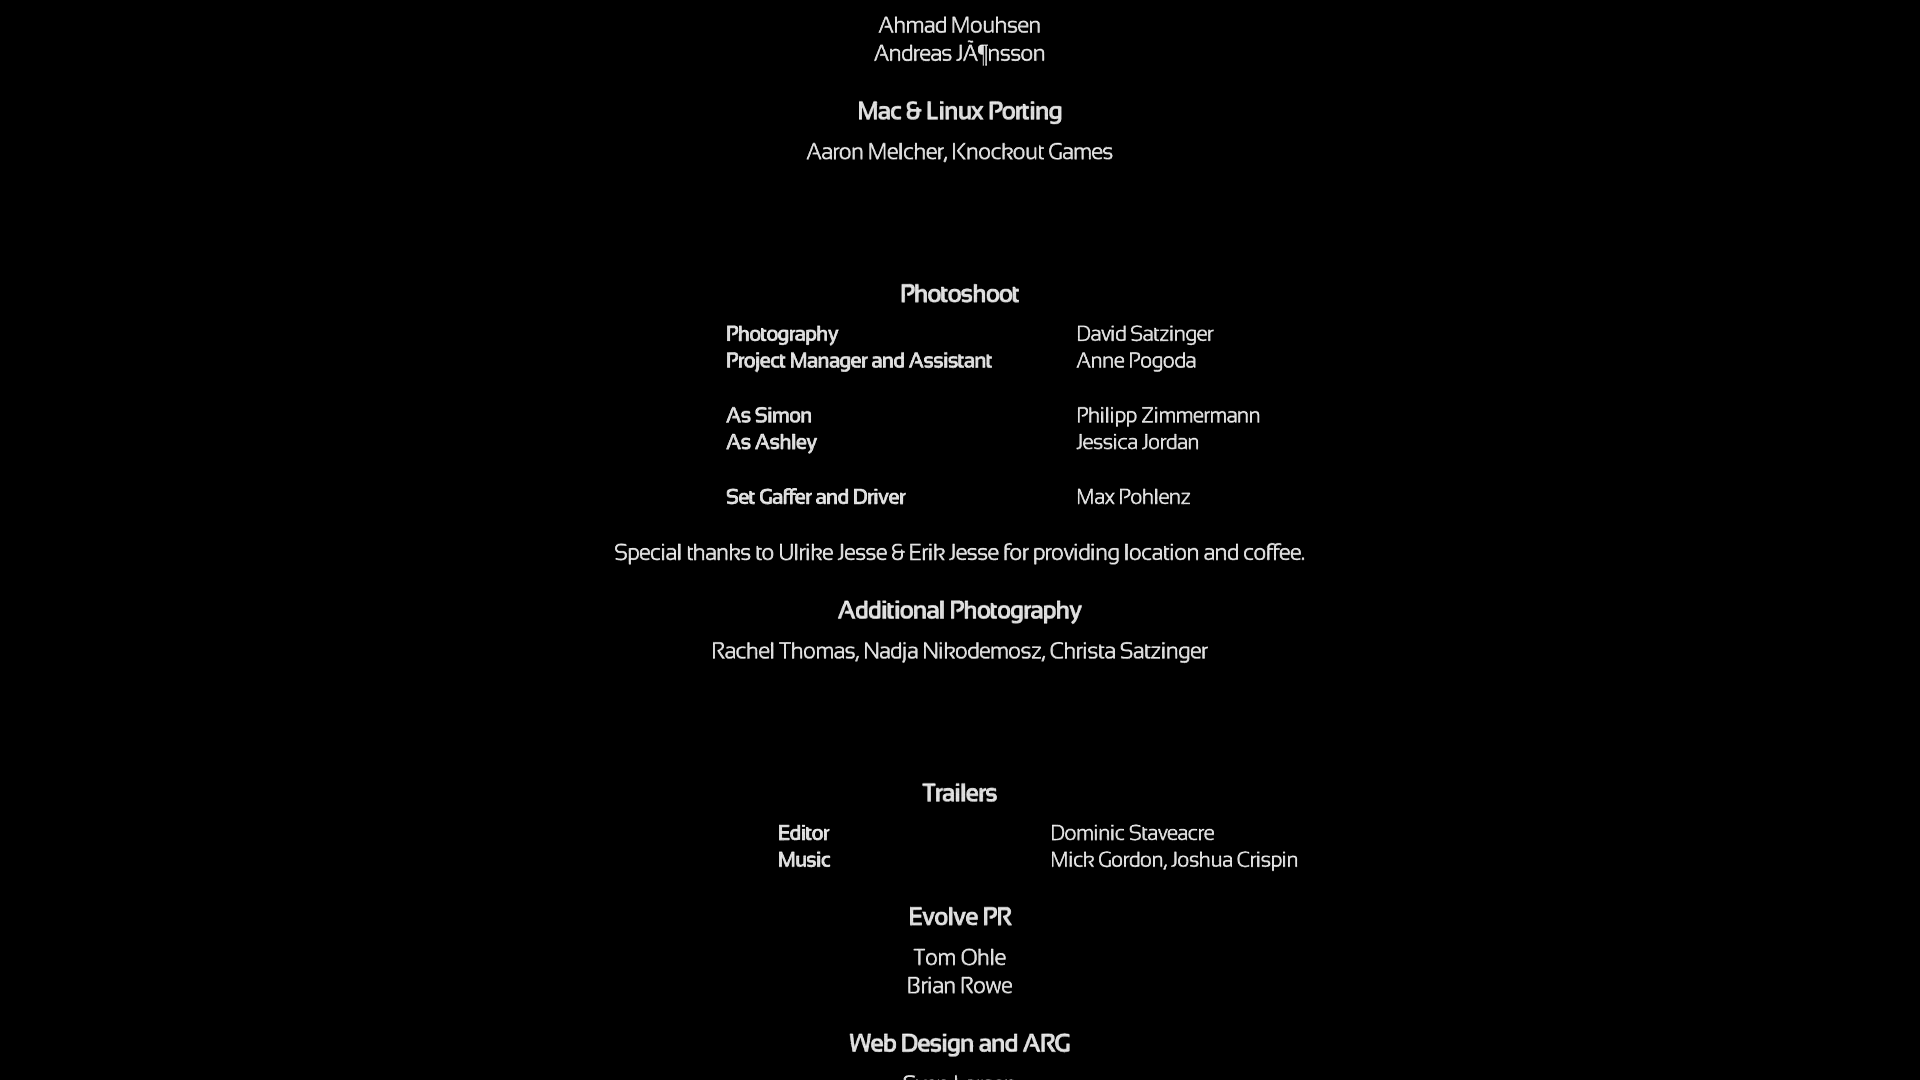 Ahmad Mouhsen
Andreas JÃ¶nsson
Mac & Linux Porting
Aaron Melcher, Knockout Games
Photoshoot
Photography David Satzinger
Project Manager and Assistant Anne Pogoda
As Simon Philipp Zimmermann
As Ashley Jessica Jordan
Set Gaffer and Driver Max Pohlenz
Special thanks to Ulrike Jesse & Erik Jesse for providing location and coffee.
Additional Photography
Rachel Thomas, Nadja Nikodemosz, Christa Satzinger
Trailers
Editor Dominic Staveacre
Music Mick Gordon, Joshua Crispin
Evolve PR
Tom Ohle
Brian Rowe
Web Design and ARG